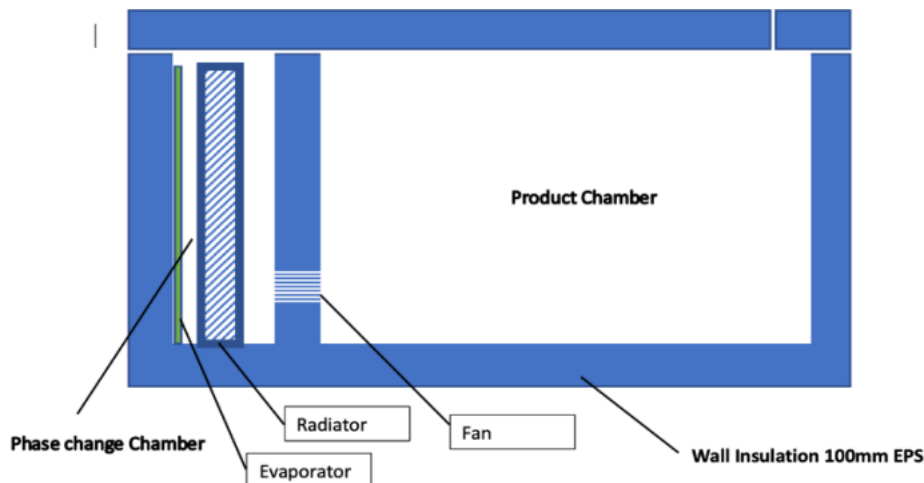 Product Chamber
Radiator
Fan
Phase change Chamber
Wall Insulation 100mm EPS
Evaporator